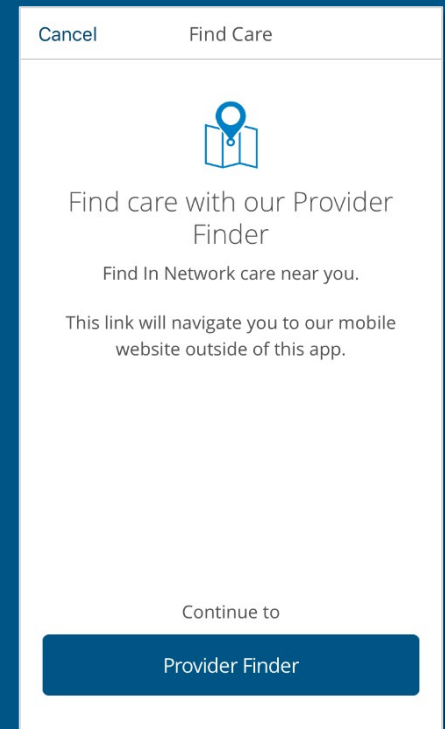 Cancel
Find Care
Find care with our Provider
Finder
Find In Network care near you.
This link will navigate you to our mobile
website outside of this app.
Continue to
Provider Finder